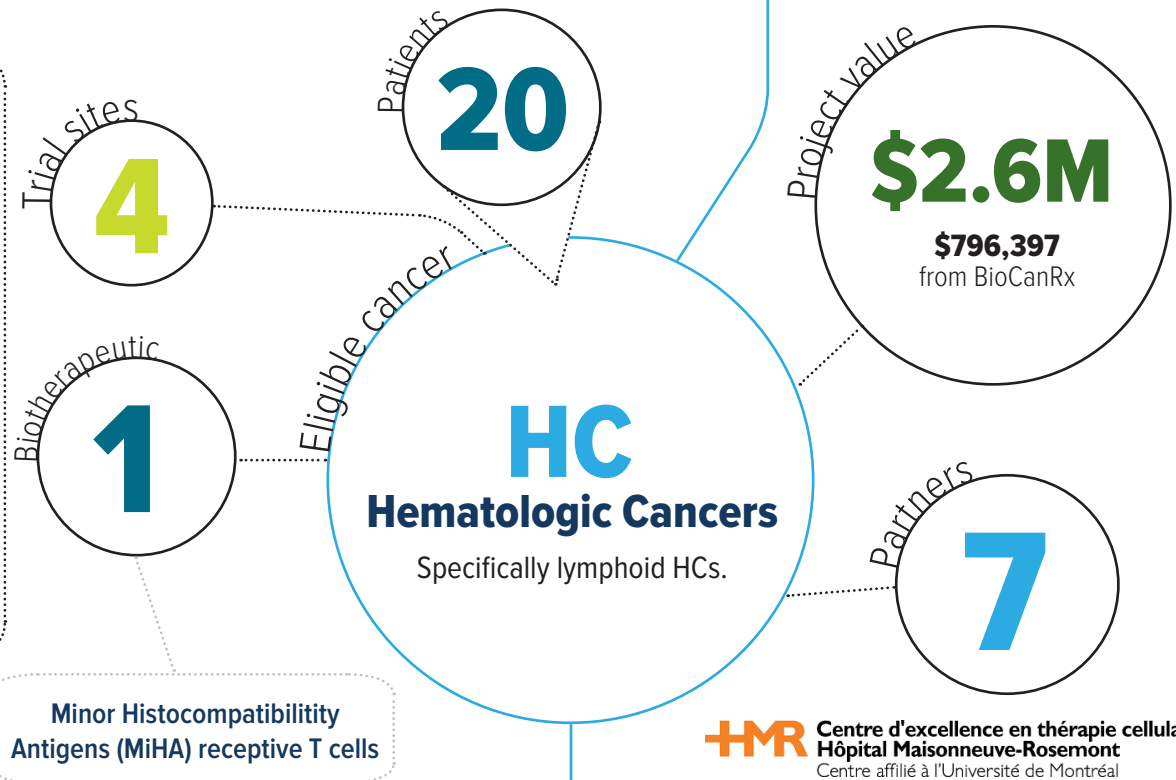 Patients
20
Trial sites
4
Project value
$2.6M
$796,397
from BioCanRx
Eligible cancer
HC
Hematologic Cancers
Specifically lymphoid HCs.
Biotherapeutic
1
Partners
7
Minor Histocompatibilitity
Antigens (MiHA) receptive T cells
HMR
Centre d'excellence en thérapie cellula
Hôpital Maisonneuve-Rosemont
Centre affilié à l'Université de Montréal